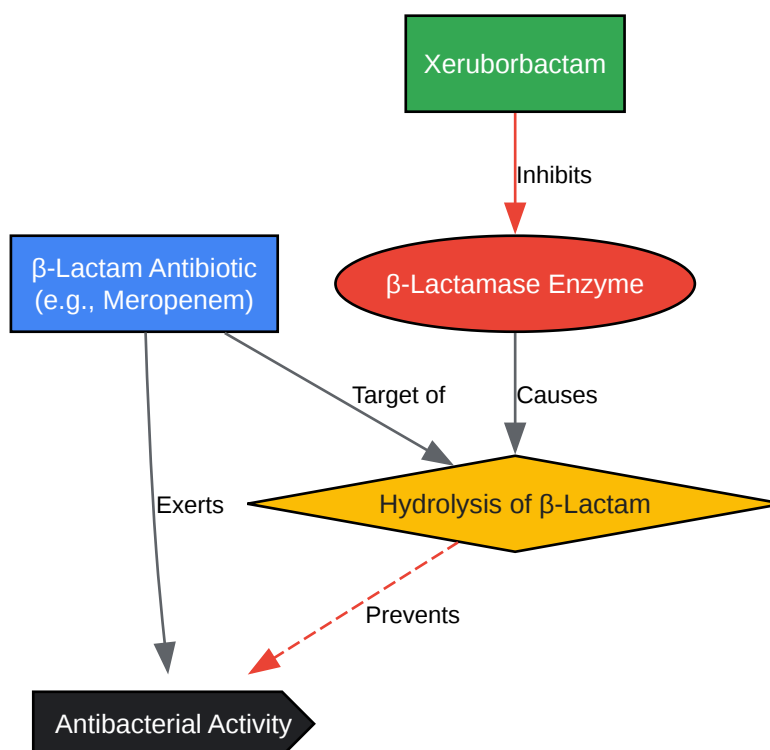 Xeruborbactam
Inhibits
β-Lactam Antibiotic
(e.g., Meropenem)
β-Lactamase Enzyme
Target of
Causes
Exerts
Hydrolysis of β-Lactam
Prevents
Antibacterial Activity